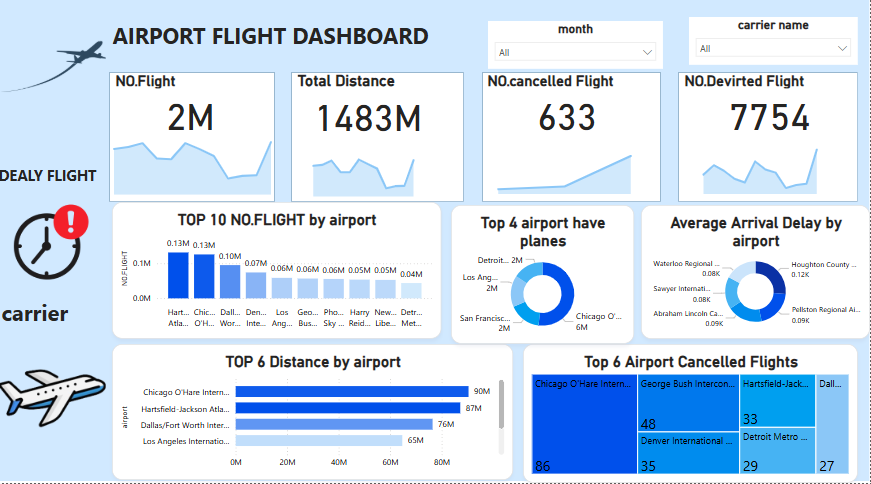 AIRPORT FLIGHT DASHBOARD
month
All
carrier name
All
NO.Flight
2M
Total Distance
1483M
NO.cancelled Flight
633
NO.Devirted Flight
7754
DEALY FLIGHT
!
carrier
TOP 10 NO.FLIGHT by airport
NO.FLIGHT
0.1M
0.0M
0.13M
0.13M
0.10M
0.07M
0.06M
0.06M
0.06M
0.05M
0.05M
0.04M
Hart... Chic... Dall... Den... Los Geo... Pho... Harry New... Detr...
Atla... O'H... Wor... Inte... Ang... Bus... Sky ... Reid... Libe... Met...
Top 4 airport have
planes
Detroit... 2M
Los Ang...
2M
San Francisc...
2M
Chicago O'...
6M
Average Arrival Delay by
airport
Waterloo Regional ...
0.08K
Sawyer Internati...
0.08K
Abraham Lincoln Ca...
0.09K
Houghton County ...
0.12K
Pellston Regional Ai...
0.09K
TOP 6 Distance by airport
airport
Chicago O'Hare Intern...
90M
Hartsfield-Jackson Atla...
87M
Dallas/Fort Worth Inter...
76M
Los Angeles Internatio...
65M
0M 20M 40M 60M 80M
Top 6 Airport Cancelled Flights
Chicago O'Hare Intern...
86
George Bush Intercon...
48
Denver International ...
35
Hartsfield-Jack...
33
Detroit Metro ...
29
Dall...
27